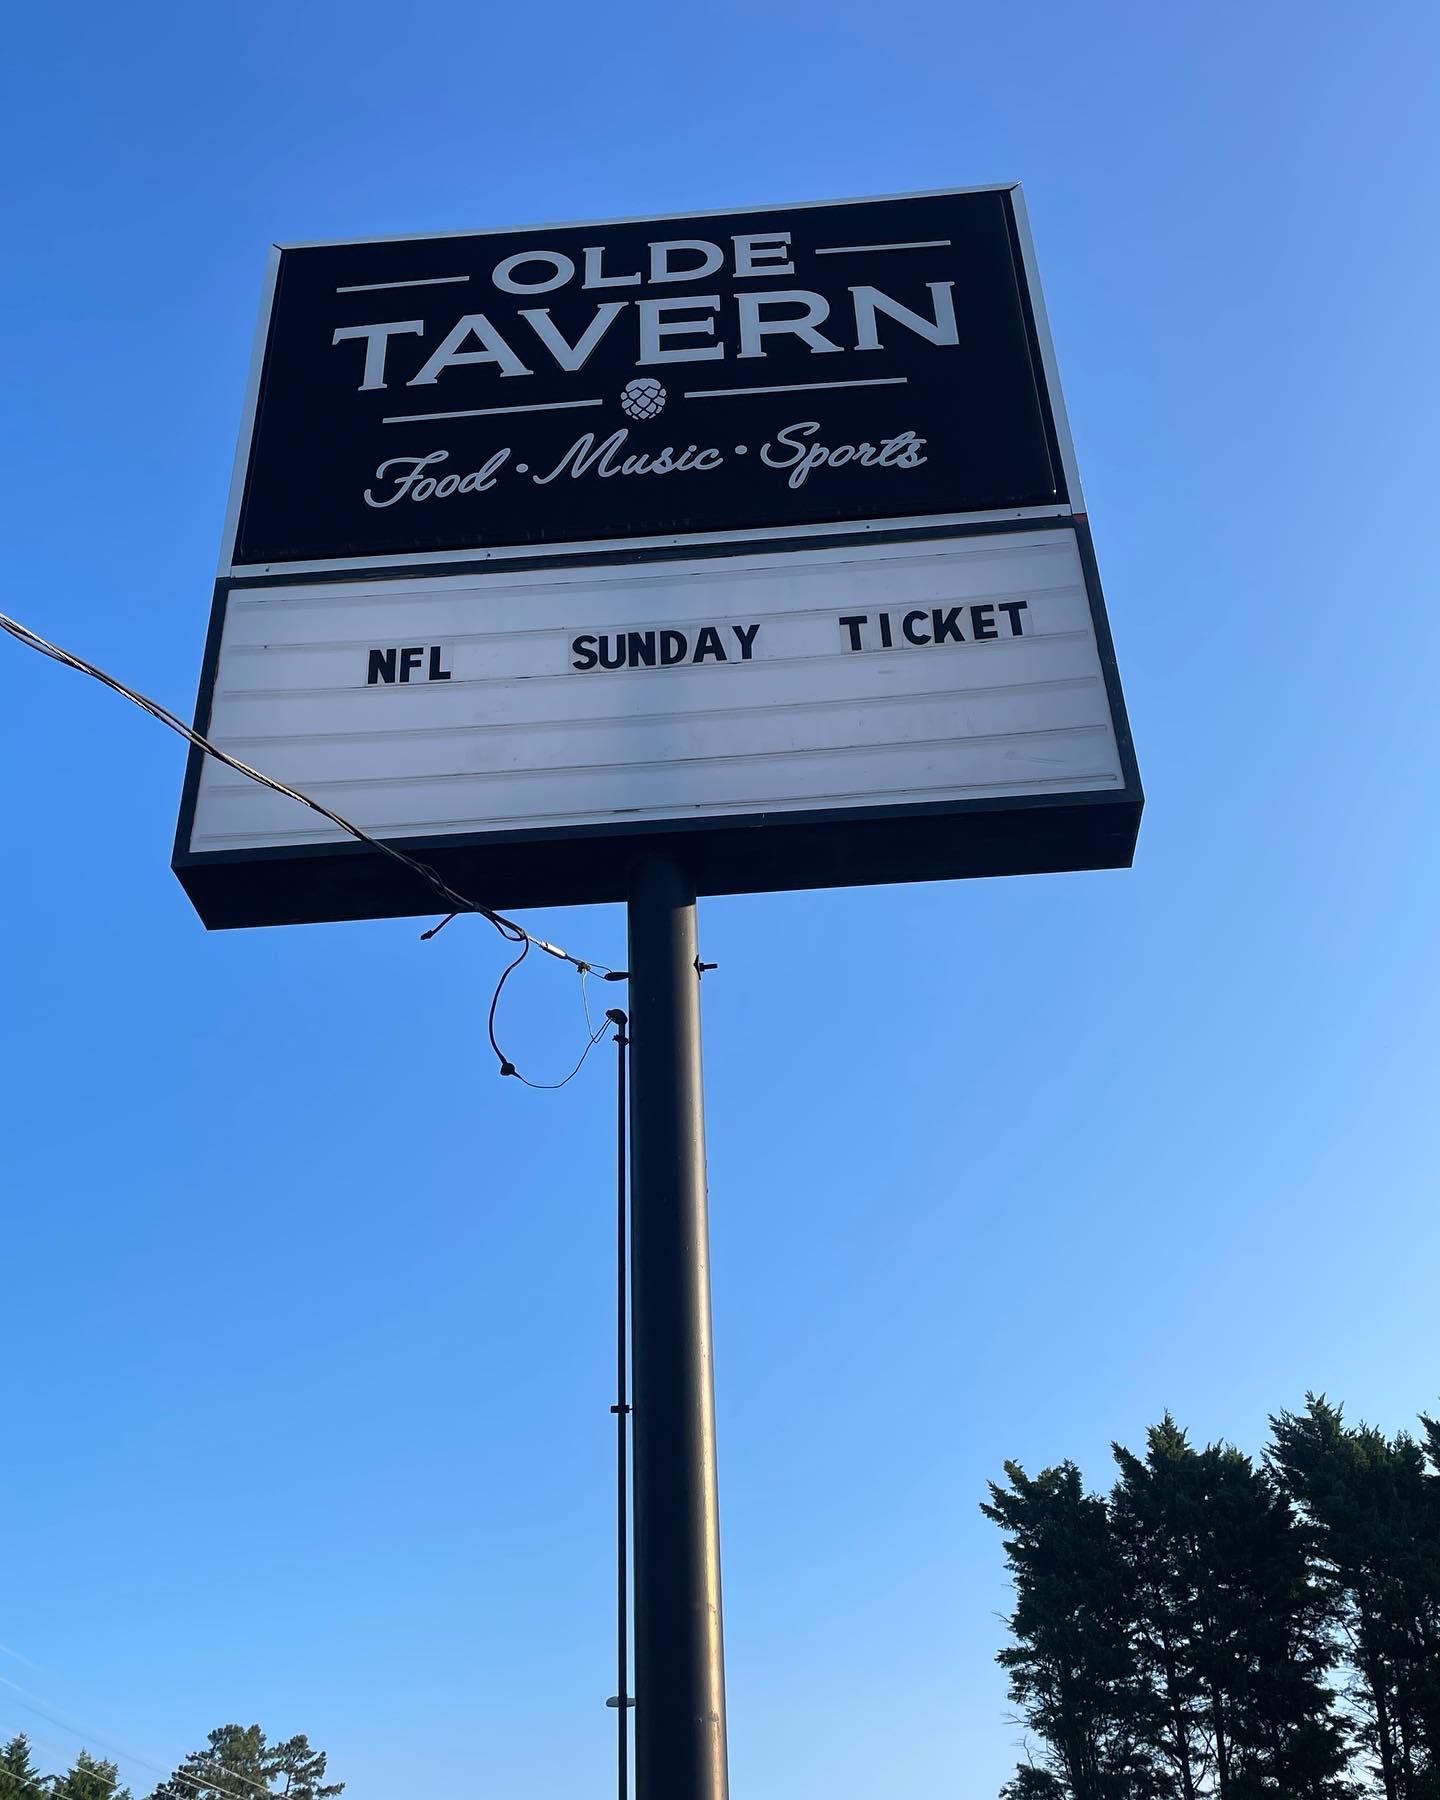 OLDE
TAVERN
Food · Music · Sports
NFL SUNDAY TICKET